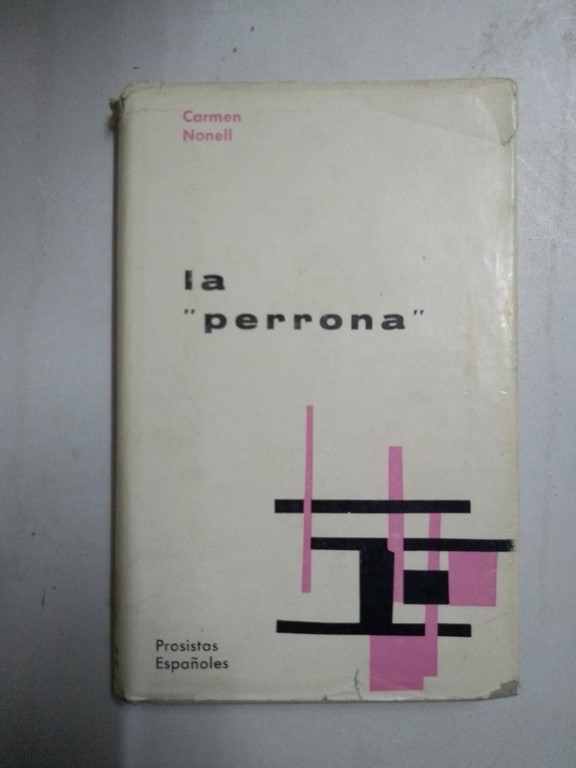 Carmen
Nonell
la
"perrona"
Prosistas
Españoles